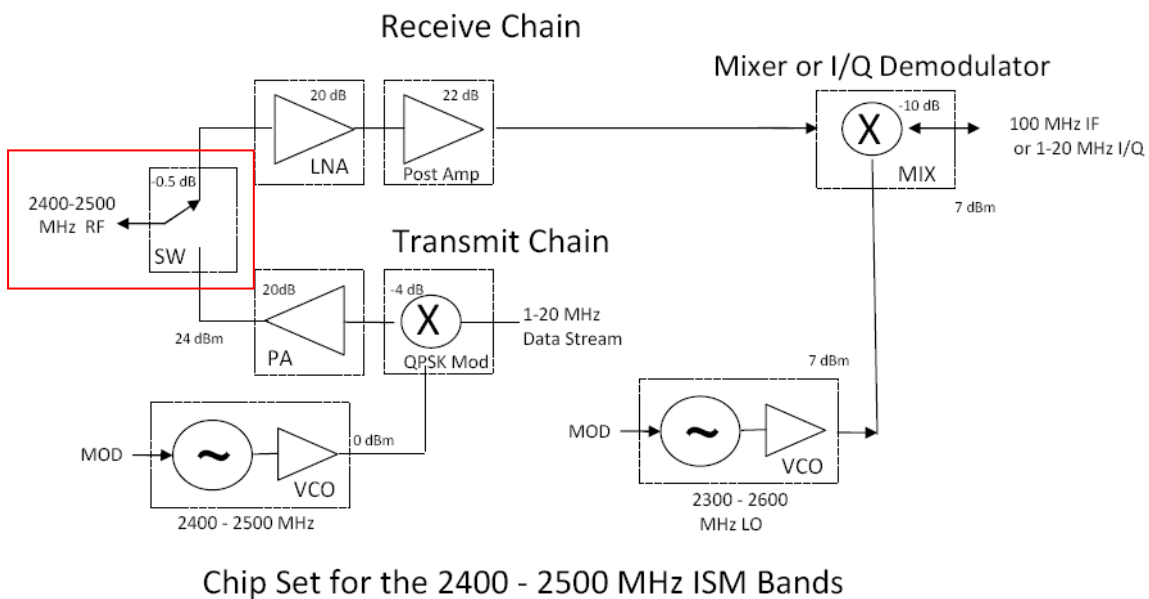 Receive Chain
Mixer or I/Q Demodulator
20 dB
22 dB
-10 dB
X
100 MHz IF
or 1-20 MHz I/Q
LNA
Post Amp
MIX
-0.5 dB
7 dBm
2400-2500
MHz RF
SW
Transmit Chain
20dB
-4 dB
X
1-20 MHz
Data Stream
24 dBm
PA
QPSK Mod
7 dBm
0 dBm
MOD
~
VCO
MOD
~
VCO
2400 - 2500 MHz
2300 - 2600
MHz LO
Chip Set for the 2400 - 2500 MHz ISM Bands